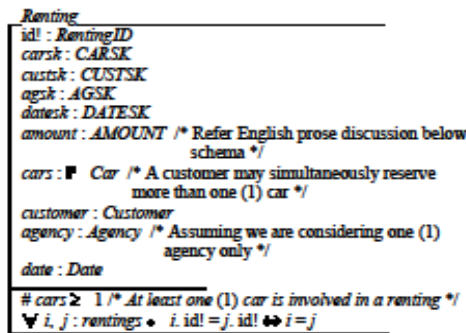 Renting
id! : RentingID
carsk : CARSK
custsk : CUSTSK
agsk : AGSK
datesk : DATESK
amount : AMOUNT /* Refer English prose discussion below
schema */
cars : F Car /* A customer may simultaneously reserve
more than one (1) car */
customer : Customer
agency : Agency /* Assuming we are considering one (1)
agency only */
date : Date
# cars ≥ 1 /* At least one (1) car is involved in a renting */
∀ i, j : rentings • i. id! = j. id! ⇔ i = j